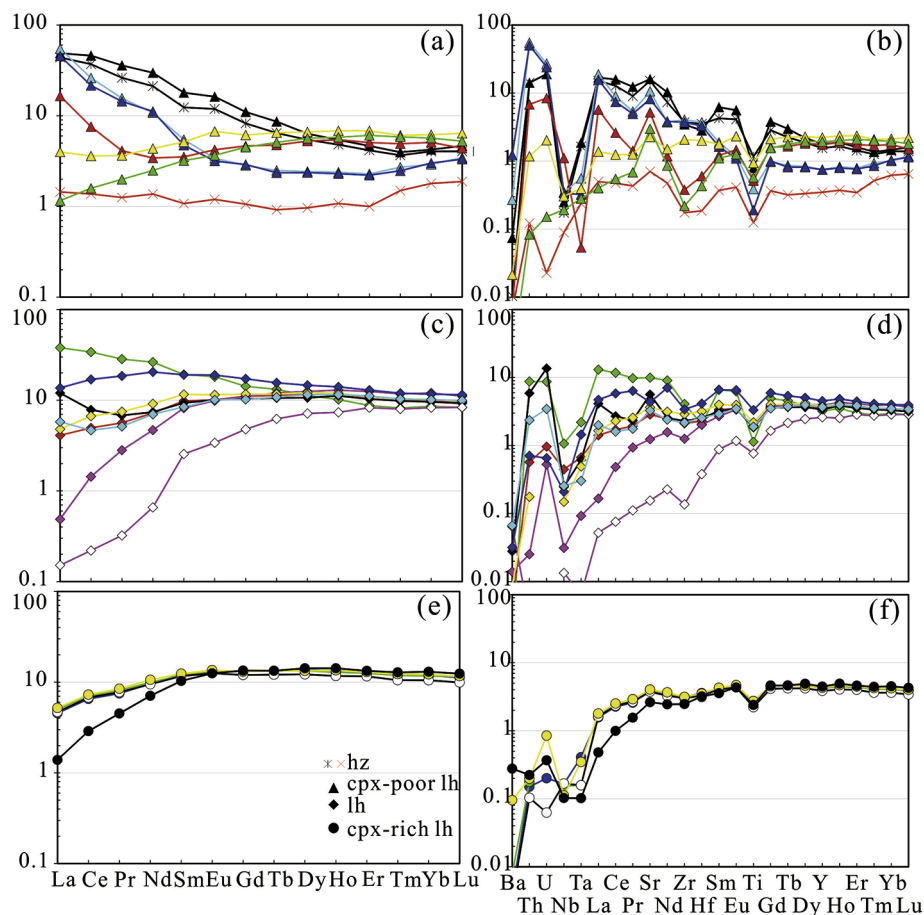 100
10
1
0.1
(a)
100
10
1
0.1
0.01
(b)
100
10
1
0.1
(c)
100
10
1
0.1
0.01
(d)
100
10
1
0.1
(e)
hz
cpx-poor lh
lh
cpx-rich lh
100
10
1
0.1
0.01
(f)
La Ce Pr Nd Sm Eu Gd Tb Dy Ho Er Tm Yb Lu
Ba U Ta Ce Sr Zr Sm Ti Tb Y Er Yb
Th Nb La Pr Nd Hf Eu Gd Dy Ho Tm Lu